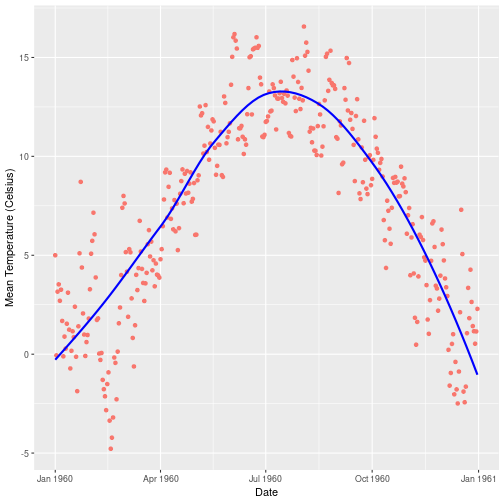 Mean Temperature (Celsius)
15
10
5
0
-5
Jan 1960
Apr 1960
Jul 1960
Oct 1960
Jan 1961
Date